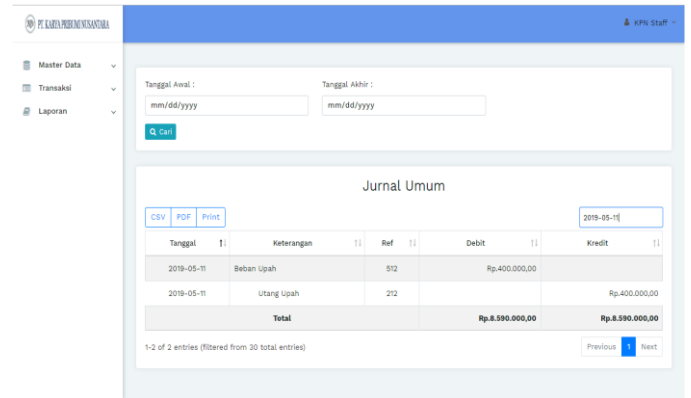 PT. KARYA PRIBUMI NUSANTARA
KPN Staff
Master Data
Transaksi
Laporan
Tanggal Awal : Tanggal Akhir :
mm/dd/yyyy mm/dd/yyyy
Cari
Jurnal Umum
CSV PDF Print 2019-05-11
Tanggal Keterangan Ref Debit Kredit
2019-05-11 Beban Upah 512 Rp.400.000,00
2019-05-11 Utang Upah 212 Rp.400.000,00
Total Rp.8.590.000,00 Rp.8.590.000,00
1-2 of 2 entries (filtered from 30 total entries) Previous 1 Next